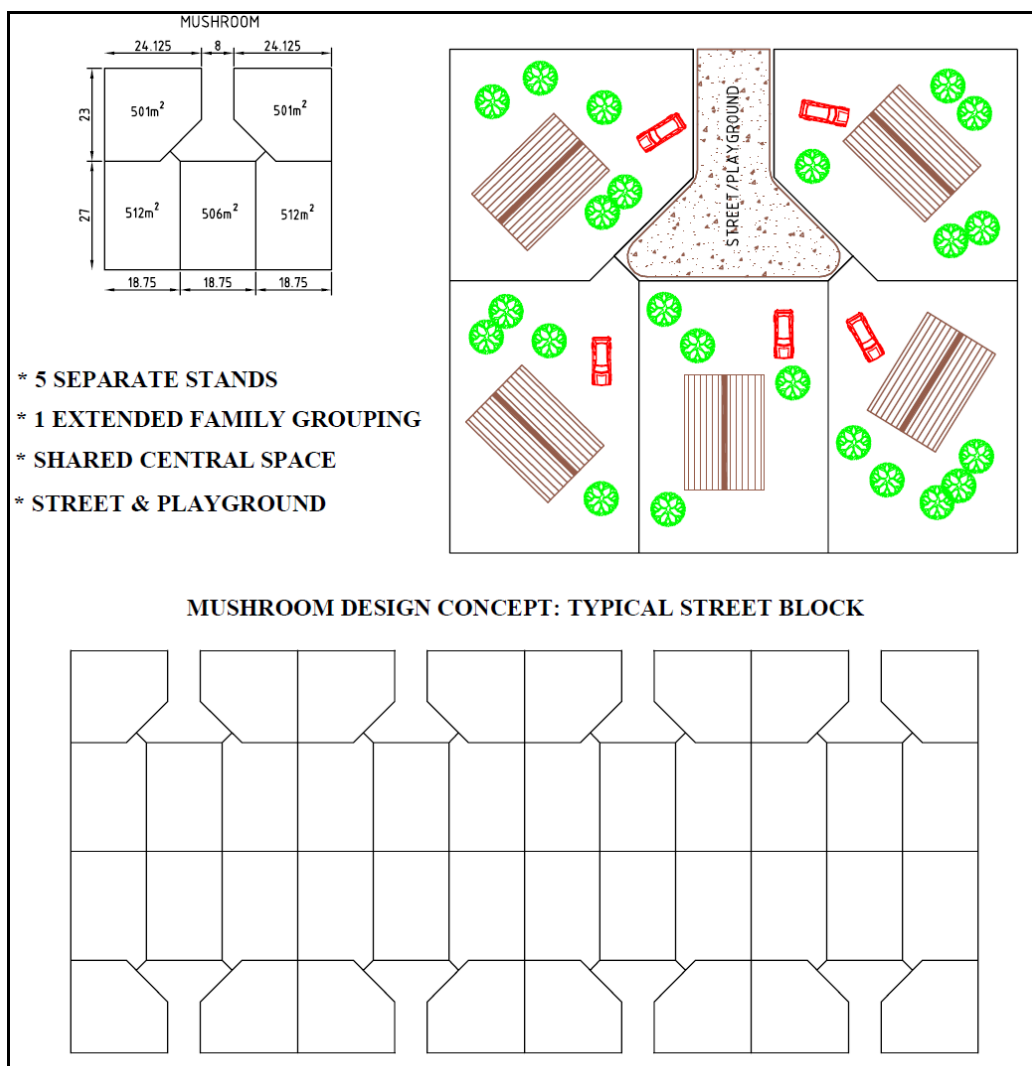 MUSHROOM
24.125 8 24.125
23
501m² 501m²
27
512m² 506m² 512m²
18.75 18.75 18.75
STREET/PLAYGROUND
* 5 SEPARATE STANDS
* 1 EXTENDED FAMILY GROUPING
* SHARED CENTRAL SPACE
* STREET & PLAYGROUND
MUSHROOM DESIGN CONCEPT: TYPICAL STREET BLOCK